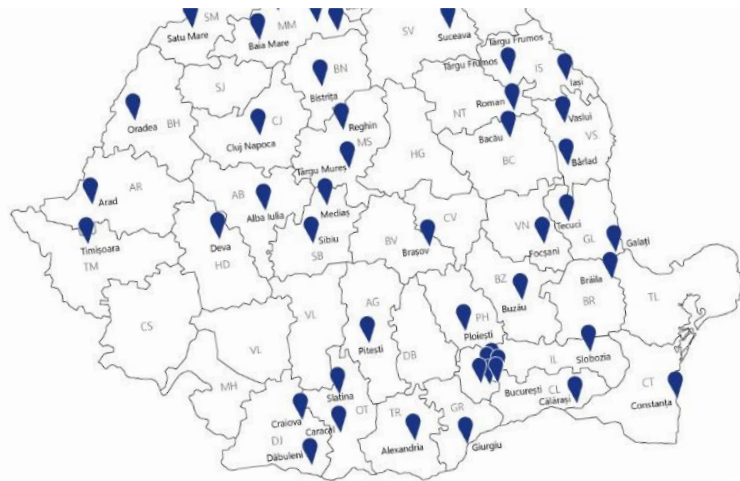 SM
MM
SV
Satu Mare
Baia Mare
Suceava
Târgu Frumos
Târgu Frumos
BN
IS
Iași
SJ
Bistrița
Roman
NT
Vaslui
Oradea
BH
CJ
Reghin
Cluj Napoca
MS
Bacău
VS
HG
BC
Târgu Mureș
Bârlad
AR
AB
Arad
Alba Iulia
Mediaș
CV
VN
Tecuci
Timișoara
Deva
Sibiu
BV
Brașov
Focșani
GL
Galați
TM
HD
SB
BZ
Brăila
AG
Buzău
BR
TL
CS
VL
PH
Ploiești
VL
Pitești
DB
IL
Slobozia
MH
Slatina
București
CL
CT
Călărași
Constanța
Craiova
Caracal
OT
TR
GR
DJ
Dăbuleni
Alexandria
Giurgiu